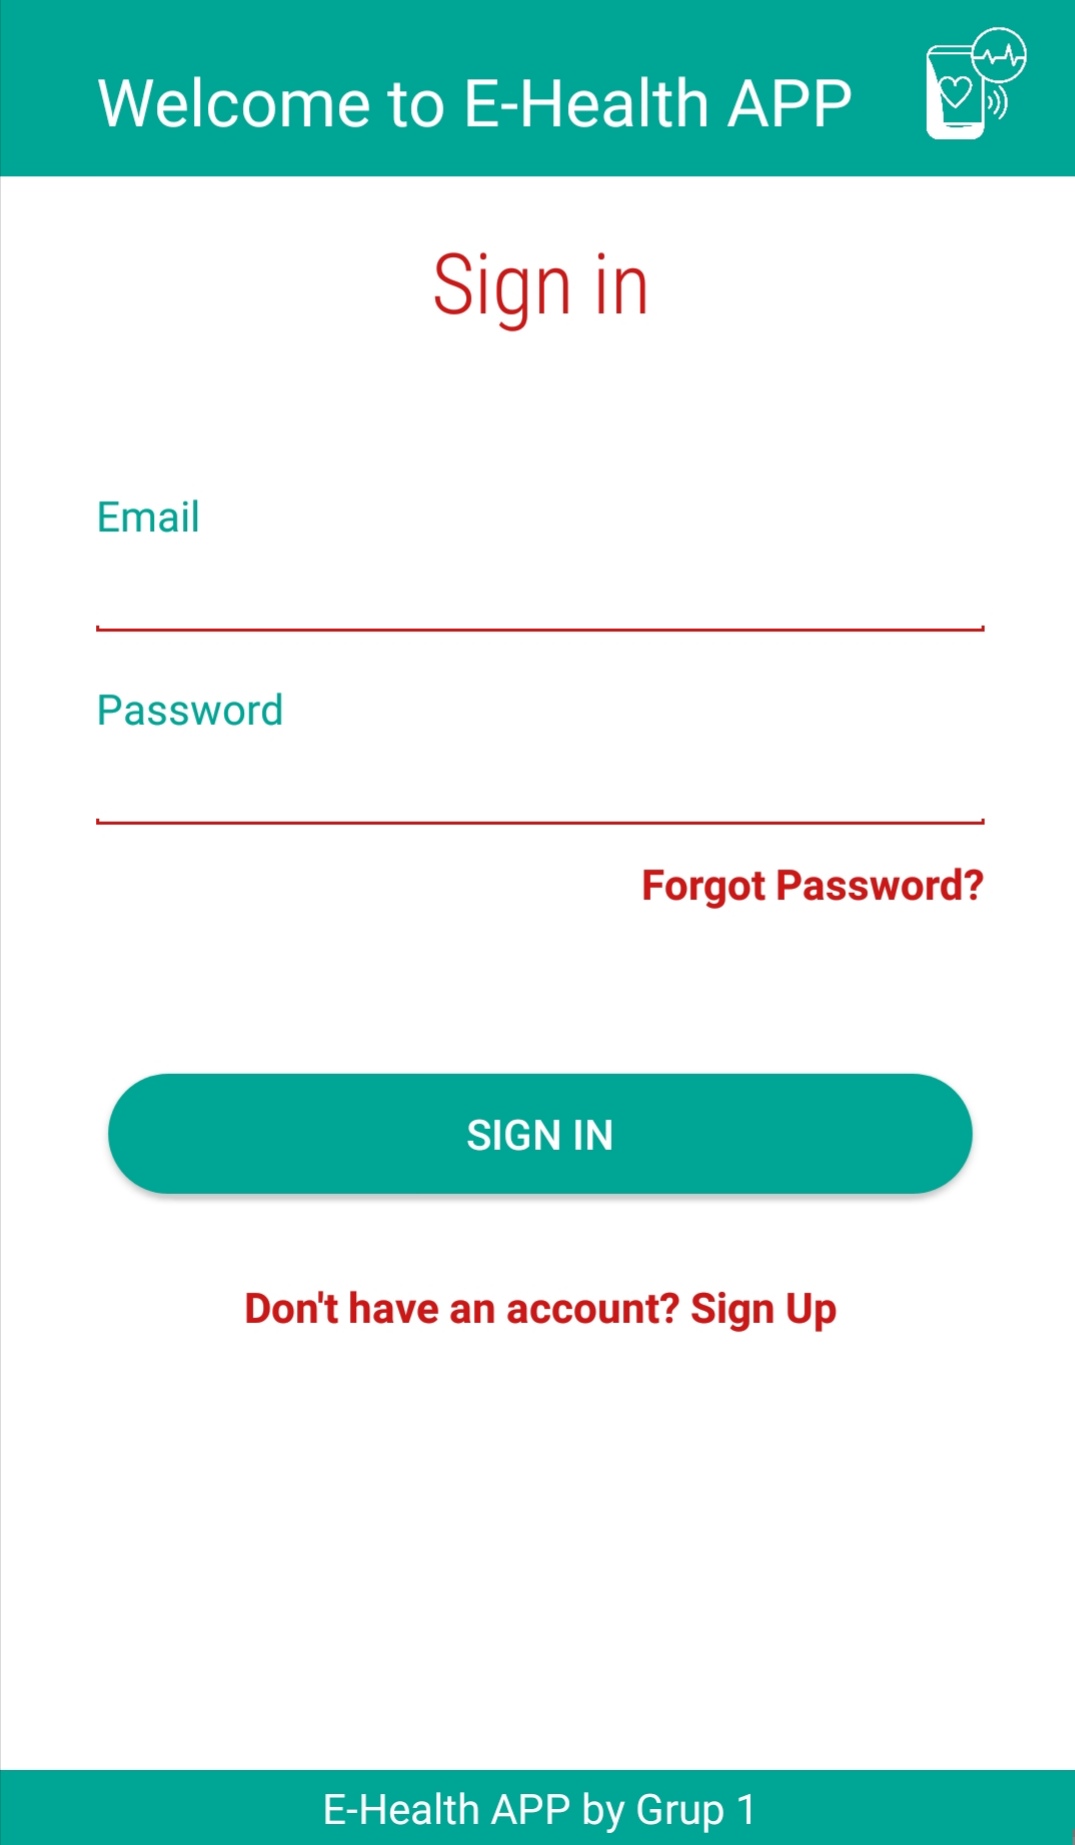 Welcome to E-Health APP
Sign in
Email
Password
Forgot Password?
SIGN IN
Don't have an account? Sign Up
E-Health APP by Grup 1